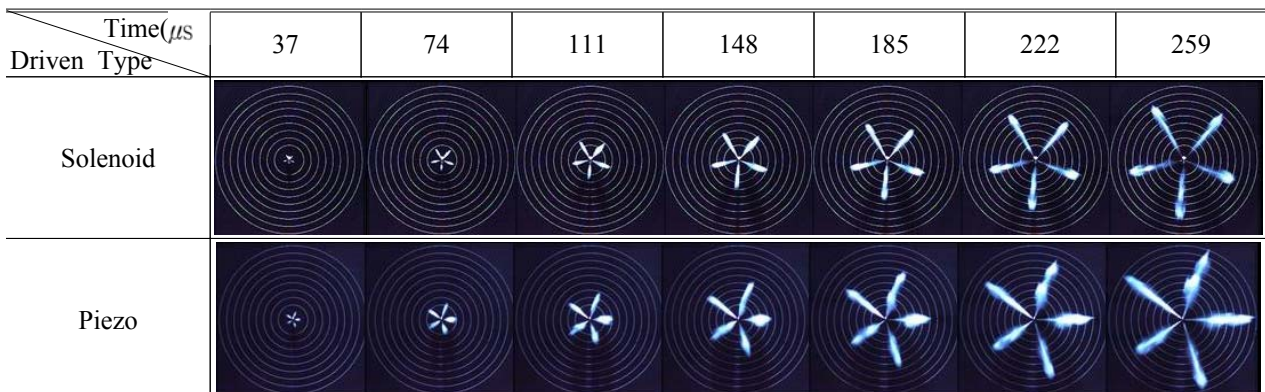 Time(μs
Driven Type
37 74 111 148 185 222 259
Solenoid
Piezo